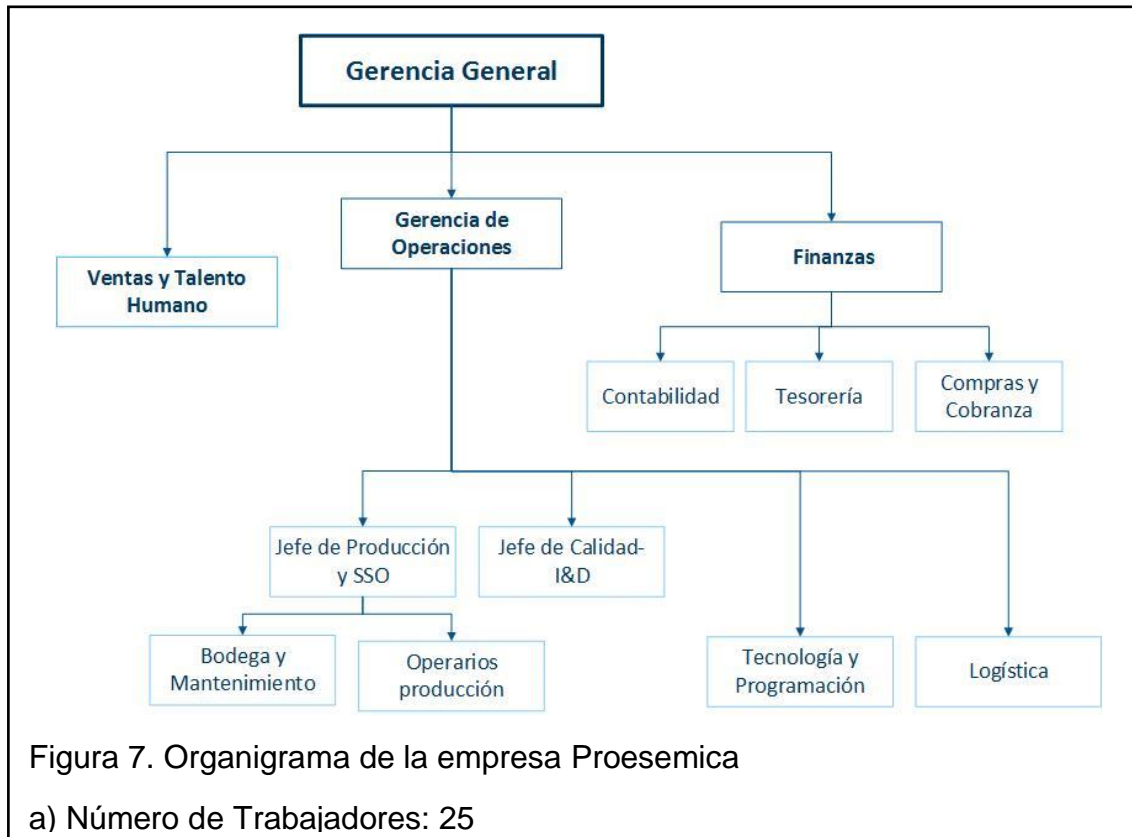 Gerencia General
Gerencia de
Operaciones
Ventas y Talento
Humano
Finanzas
Contabilidad
Tesorería
Compras y
Cobranza
Jefe de Producción
y SSO
Jefe de Calidad-
I&D
Bodega y
Mantenimiento
Operarios
producción
Tecnología y
Programación
Logística
Figura 7. Organigrama de la empresa Proesemica
a) Número de Trabajadores: 25